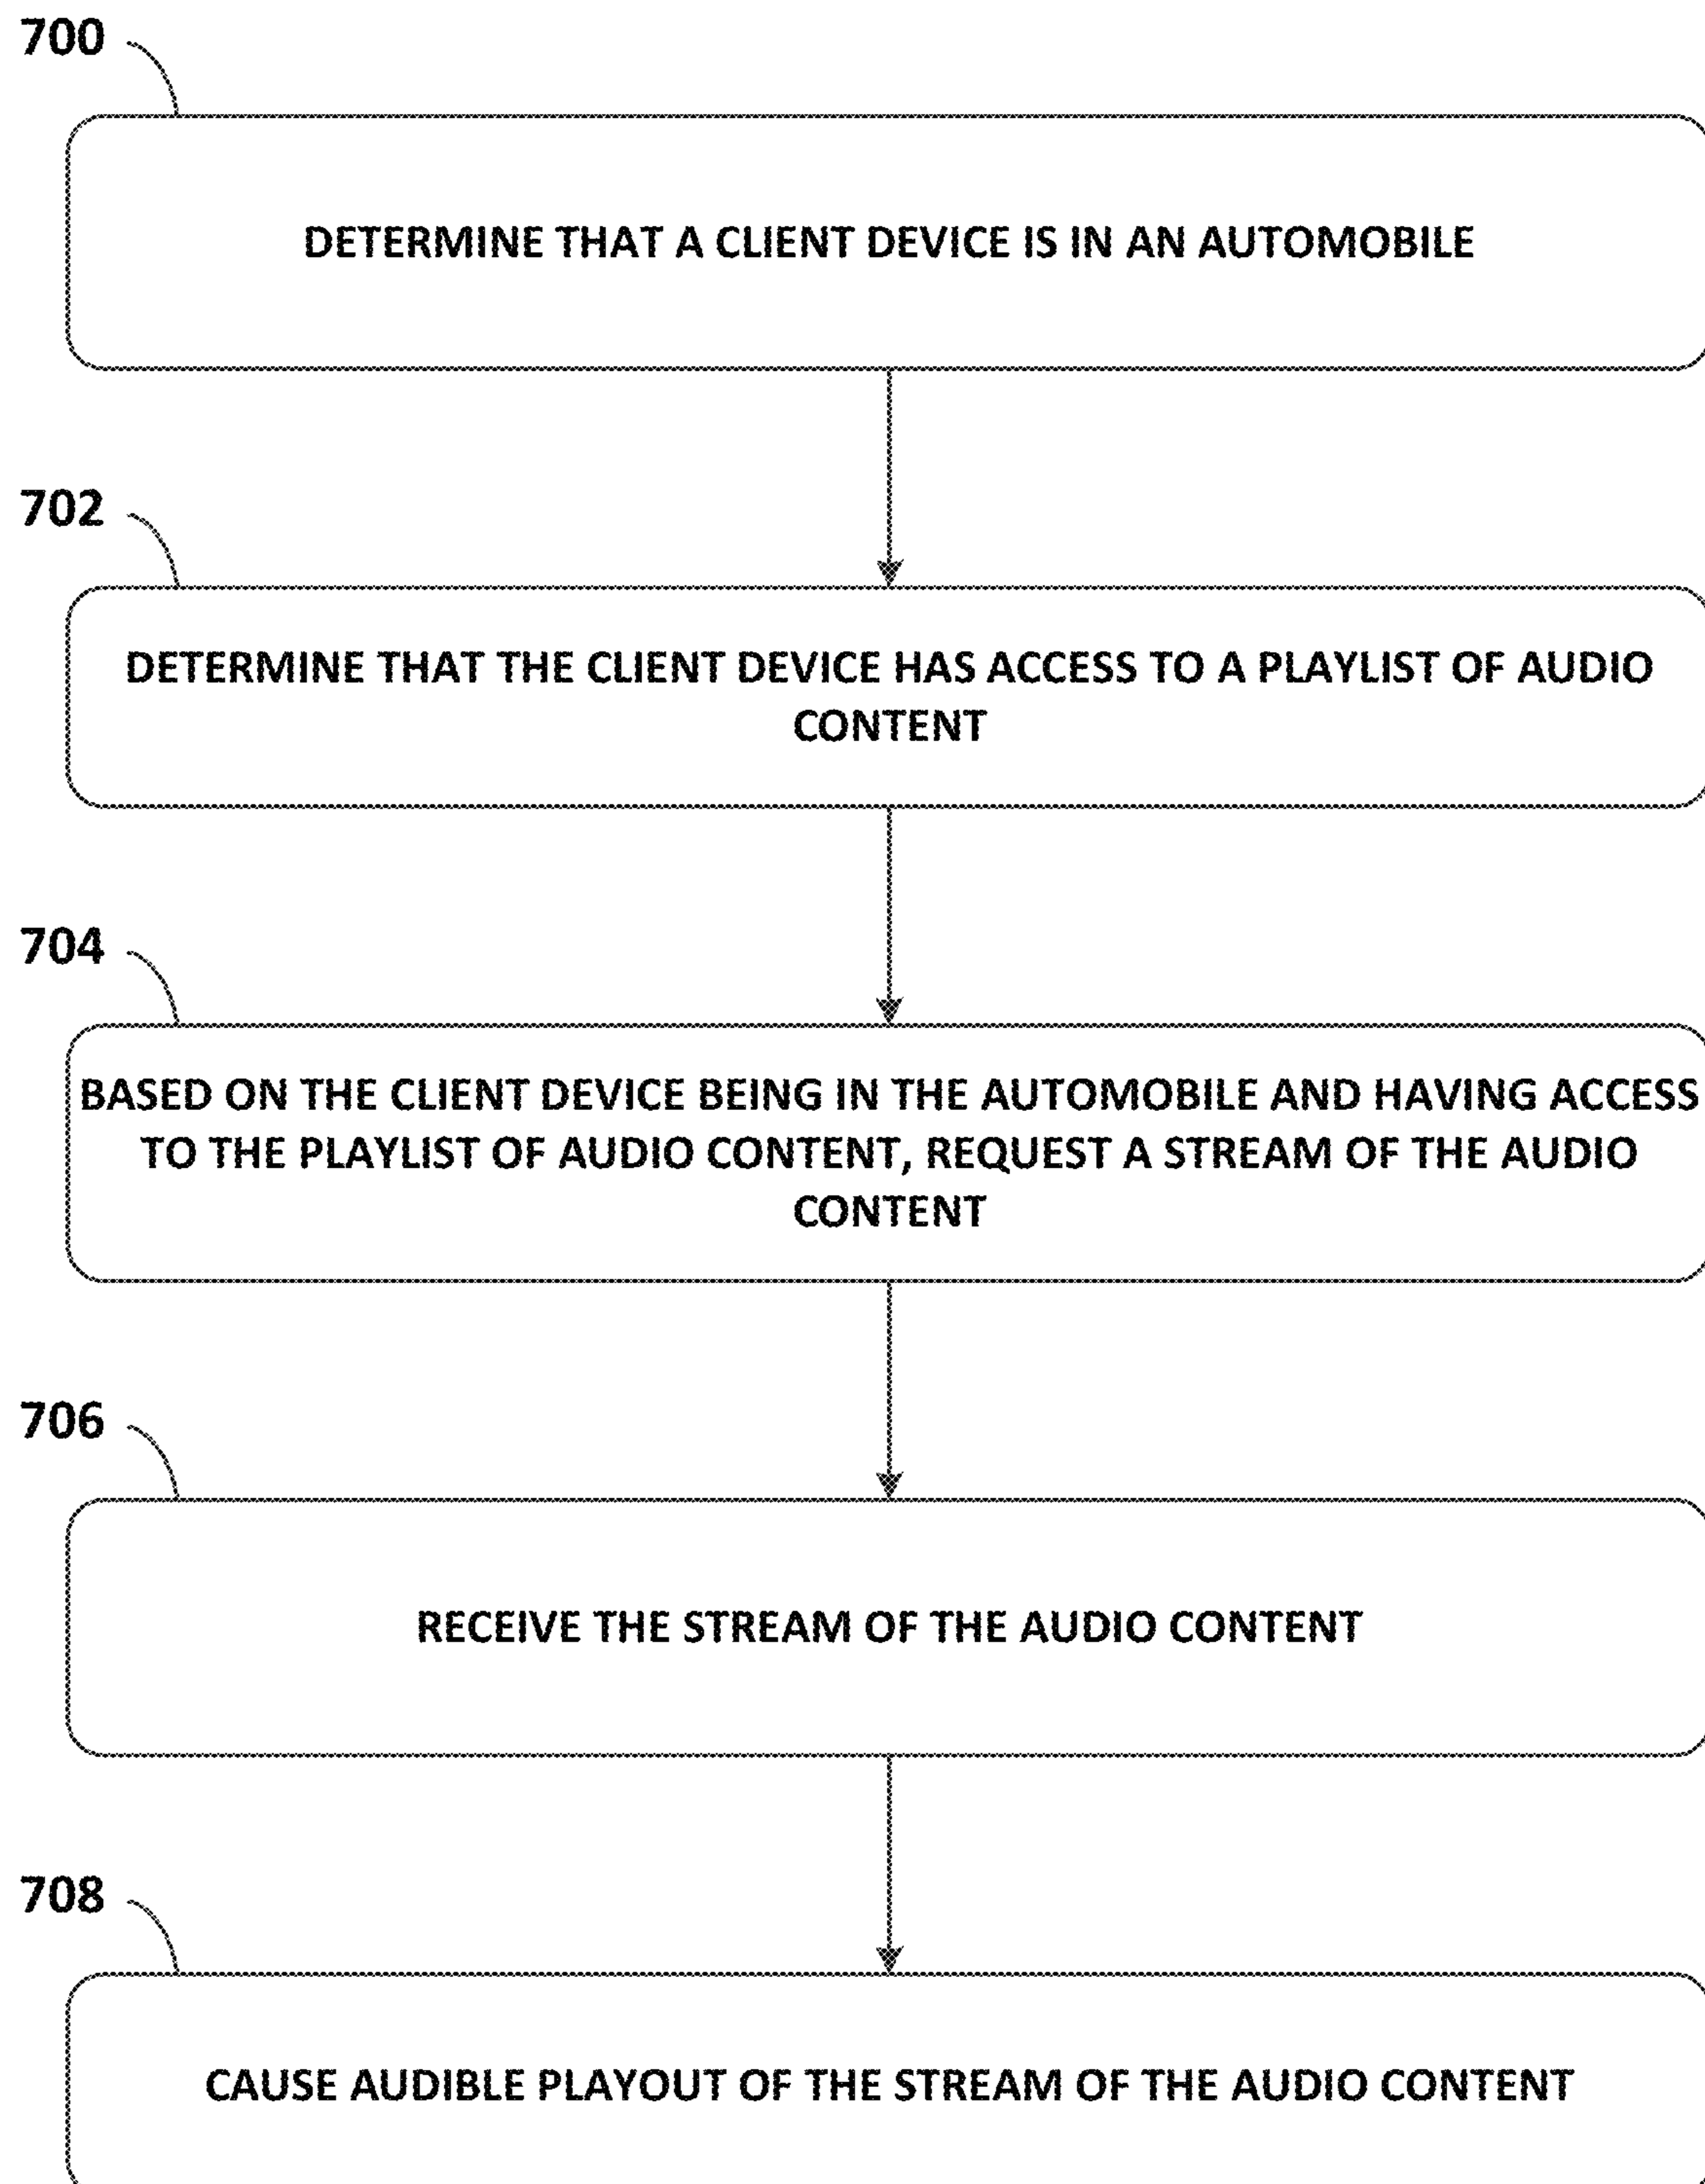 700
DETERMINE THAT A CLIENT DEVICE IS IN AN AUTOMOBILE
702
DETERMINE THAT THE CLIENT DEVICE HAS ACCESS TO A PLAYLIST OF AUDIO
CONTENT
704
BASED ON THE CLIENT DEVICE BEING IN THE AUTOMOBILE AND HAVING ACCESS
TO THE PLAYLIST OF AUDIO CONTENT, REQUEST A STREAM OF THE AUDIO
CONTENT
706
RECEIVE THE STREAM OF THE AUDIO CONTENT
708
CAUSE AUDIBLE PLAYOUT OF THE STREAM OF THE AUDIO CONTENT